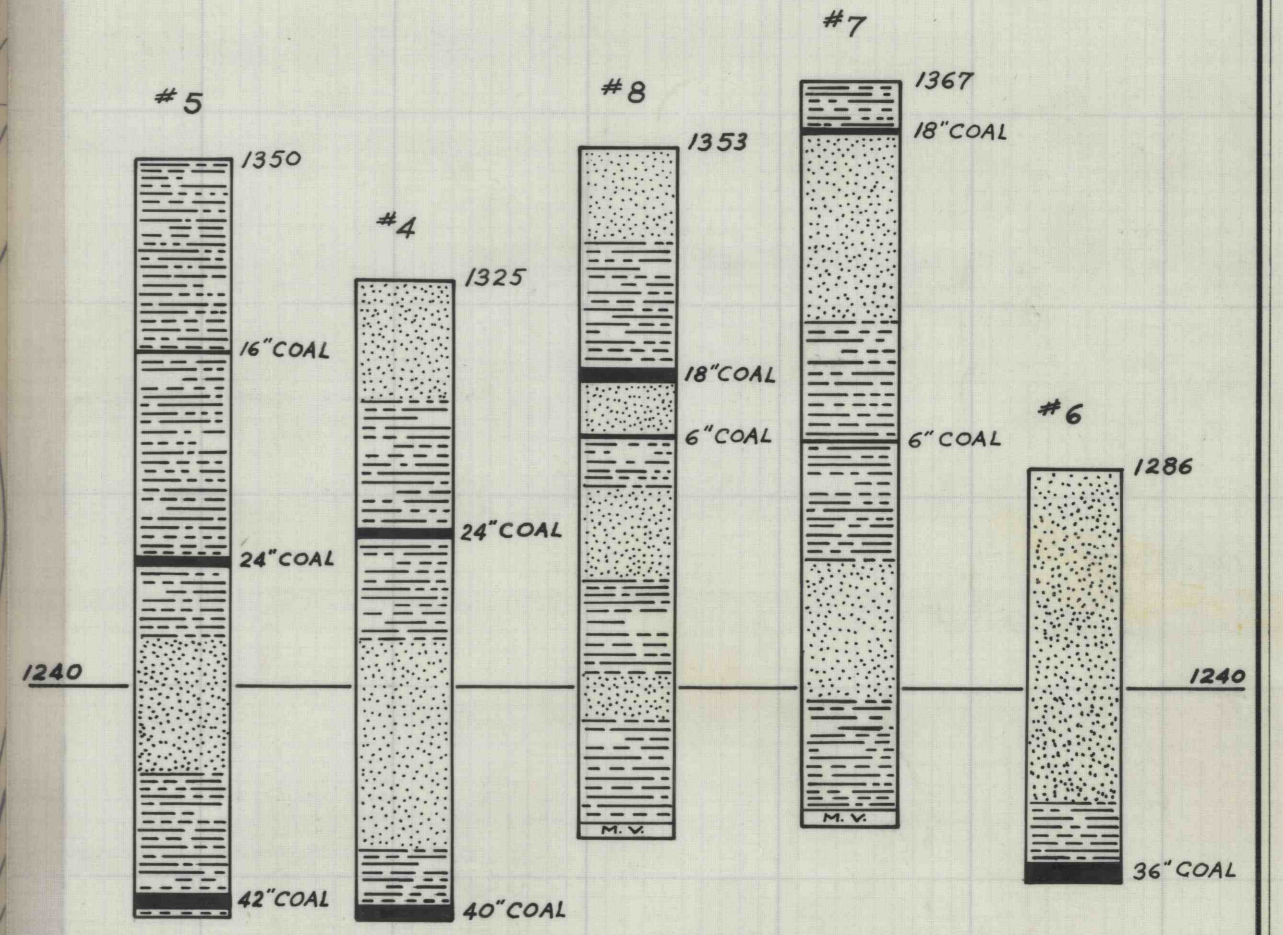 #5
1350
16"COAL
24"COAL
42"COAL
#4
1325
24"COAL
40"COAL
#8
1353
18"COAL
6"COAL
M. V.
#7
1367
18"COAL
6"COAL
M. V.
#6
1286
36"COAL
1240
1240